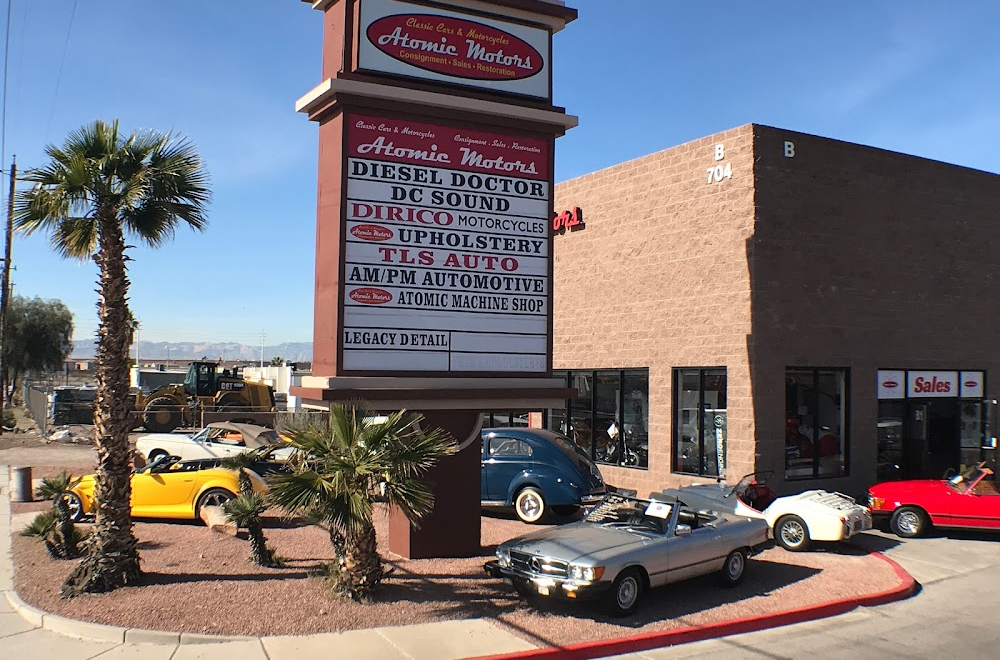 Classic Cars & Motorcycles
Atomic Motors
Consignment • Sales • Restoration
Classic Cars & Motorcycles Consignment . Sales . Restoration
Atomic Motors
DIESEL DOCTOR
DC SOUND
DIRICO MOTORCYCLES
Atomic Motors UPHOLSTERY
TLS AUTO
AM/PM AUTOMOTIVE
Atomic Motors ATOMIC MACHINE SHOP
LEGACY DETAIL
B
704
B
ors
Sales
CAT